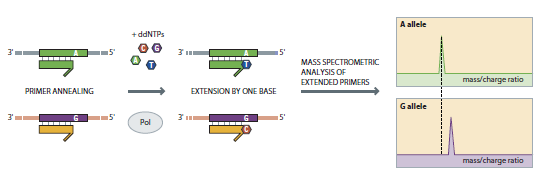 + ddNTPs
C G
A T
3' A 5'
3' A 5'
T
PRIMER ANNEALING
EXTENSION BY ONE BASE
MASS SPECTROMETRIC
ANALYSIS OF
EXTENDED PRIMERS
3' G 5'
Pol
3' G 5'
C
A allele
mass/charge ratio
G allele
mass/charge ratio